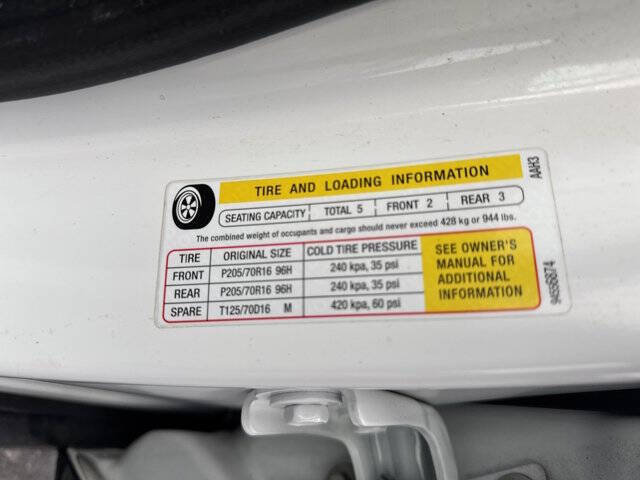 TIRE AND LOADING INFORMATION
SEATING CAPACITY TOTAL 5 FRONT 2 REAR 3
The combined weight of occupants and cargo should never exceed 428 kg or 944 lbs.
TIRE ORIGINAL SIZE COLD TIRE PRESSURE
FRONT P205/70R16 96H 240 kpa, 35 psi
REAR P205/70R16 96H 240 kpa, 35 psi
SPARE T125/70D16 M 420 kpa, 60 psi
SEE OWNER'S
MANUAL FOR
ADDITIONAL
INFORMATION
AAH3
94556874